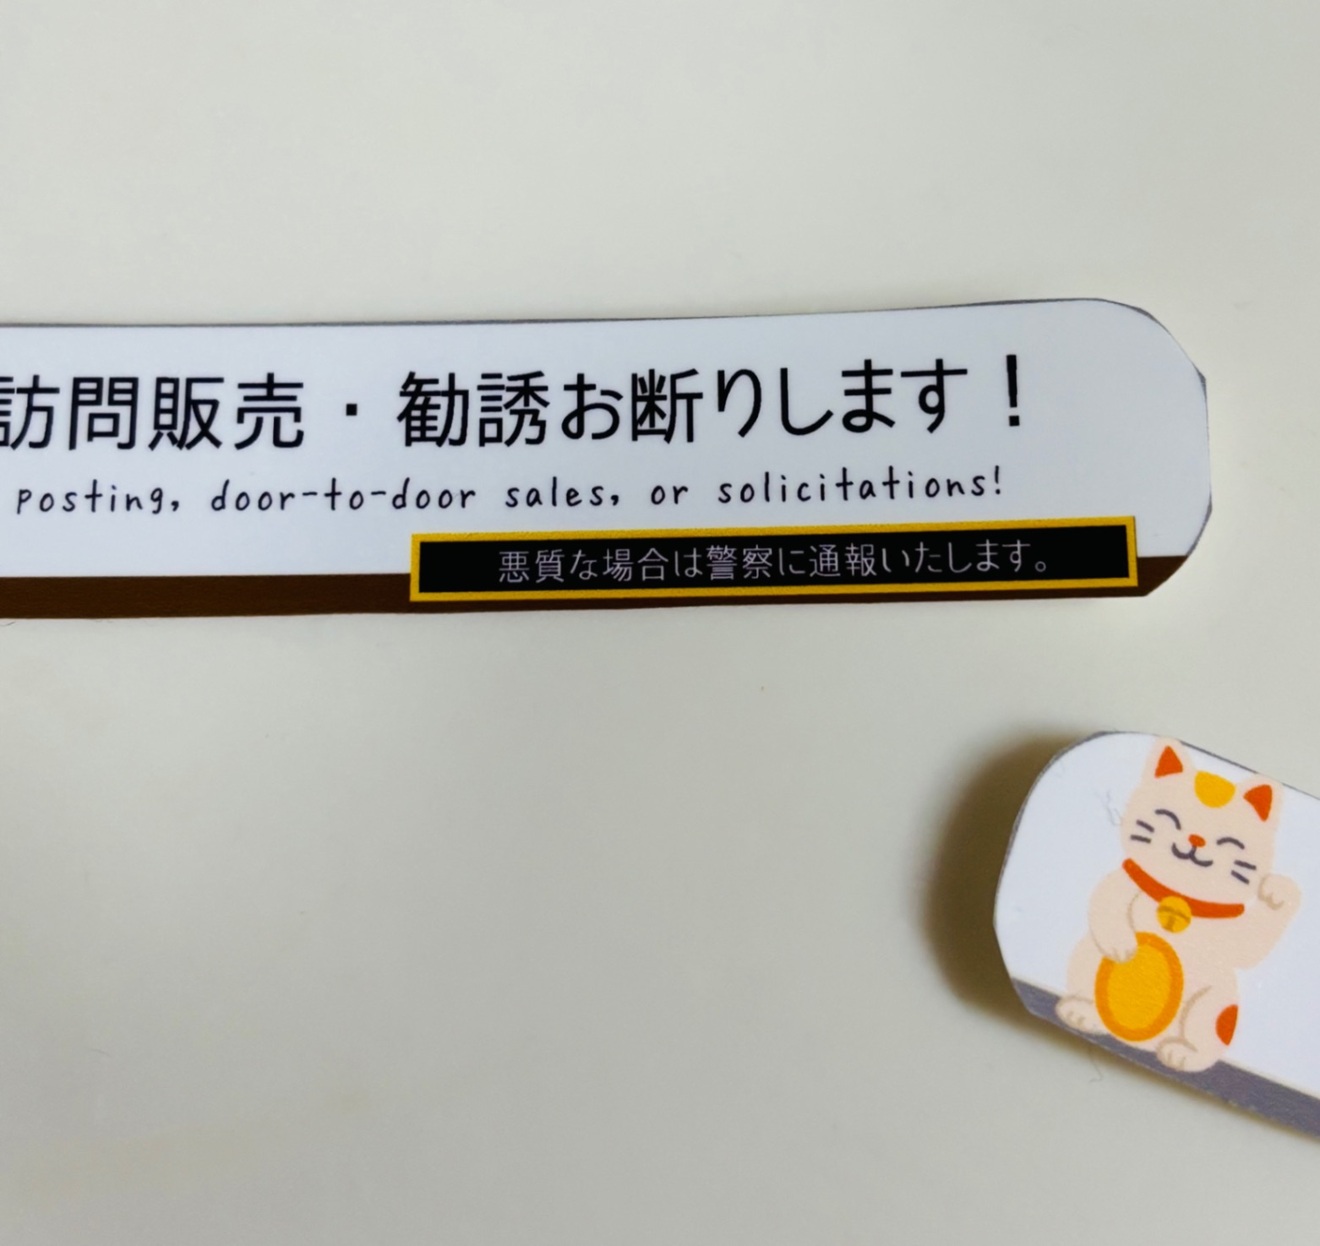 訪問販売・勧誘お断りします！
posting, door-to-door sales, or solicitations!
悪質な場合は警察に通報いたします。